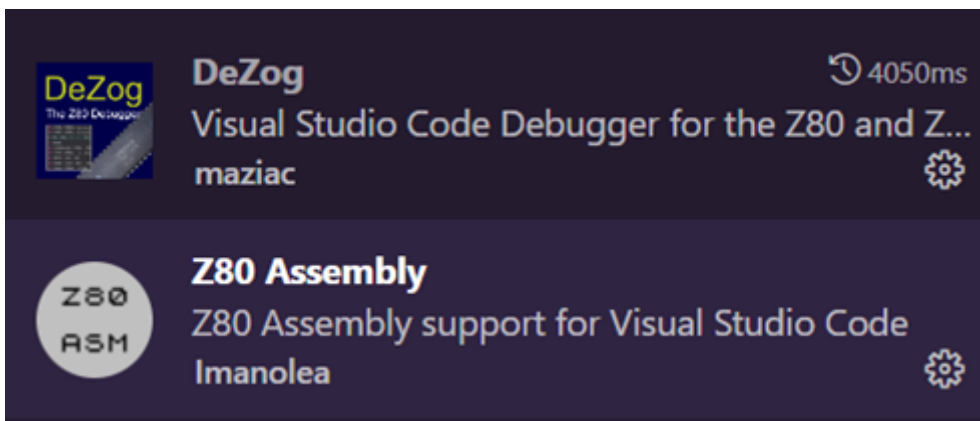 DeZog
The Z80 Debugger
DeZog
4050ms
Visual Studio Code Debugger for the Z80 and Z...
maziac
Z80
ASM
Z80 Assembly
Z80 Assembly support for Visual Studio Code
Imanolea